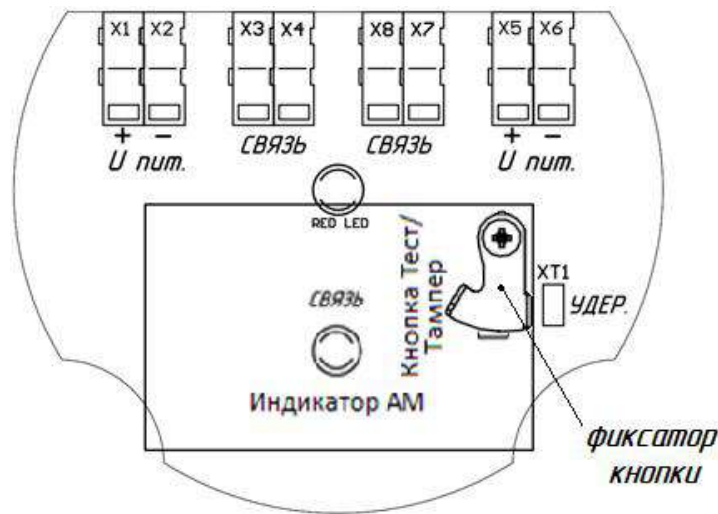 X1 X2 X3 X4 X8 X7 X5 X6
+ - СВЯЗЬ СВЯЗЬ + -
U пит. U пит.
RED LED
Кнопка Тест/
Тампер
XT1
УДЕР.
СВЯЗЬ
Индикатор АМ
фиксатор
кнопки